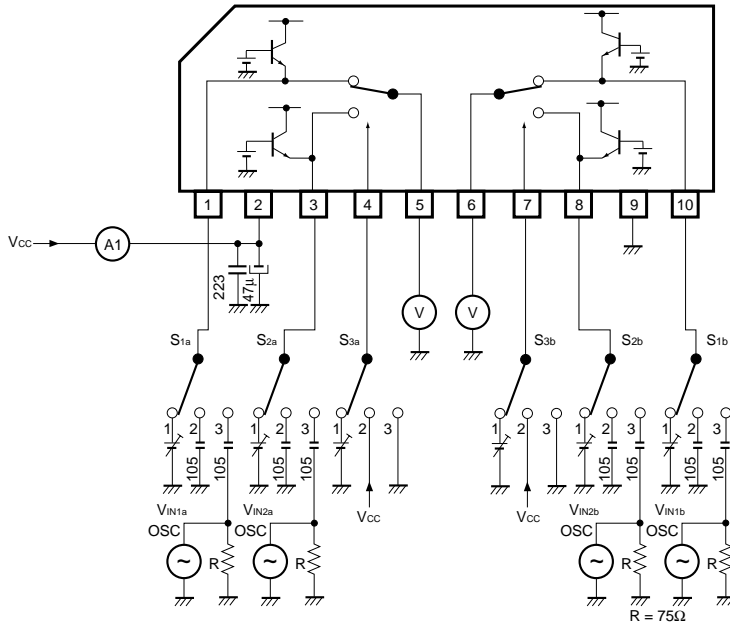 1 2 3 4 5 6 7 8 9 10
VCC A1
223 47μ
V V
S1a S2a S3a S3b S2b S1b
1 2 3 1 2 3 1 2 3 1 2 3 1 2 3 1 2 3
105 105 105 105 105 105 105 105
VIN1a VIN2a VCC VCC VIN2b VIN1b
OSC OSC OSC OSC
~ R ~ R ~ R ~ R
R = 75Ω